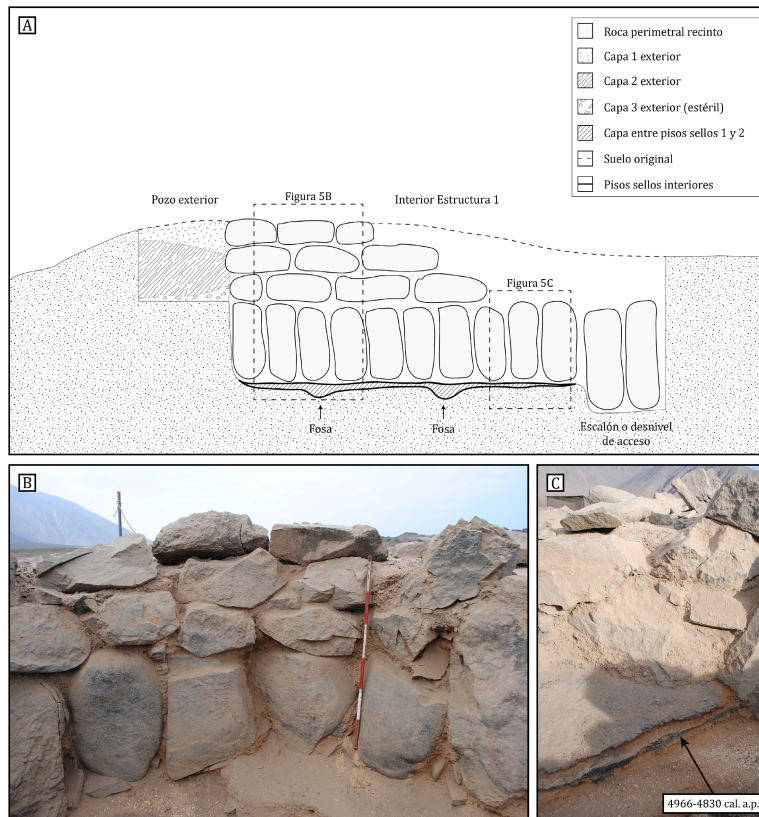 A
Roca perimetral recinto
Capa 1 exterior
Capa 2 exterior
Capa 3 exterior (estéril)
Capa entre pisos sellos 1 y 2
Suelo original
Pisos sellos interiores
Pozo exterior
Figura 5B
Interior Estructura 1
Figura 5C
Fosa
Fosa
Escalón o desnivel
de acceso
B
C
4966-4830 cal. a.p.